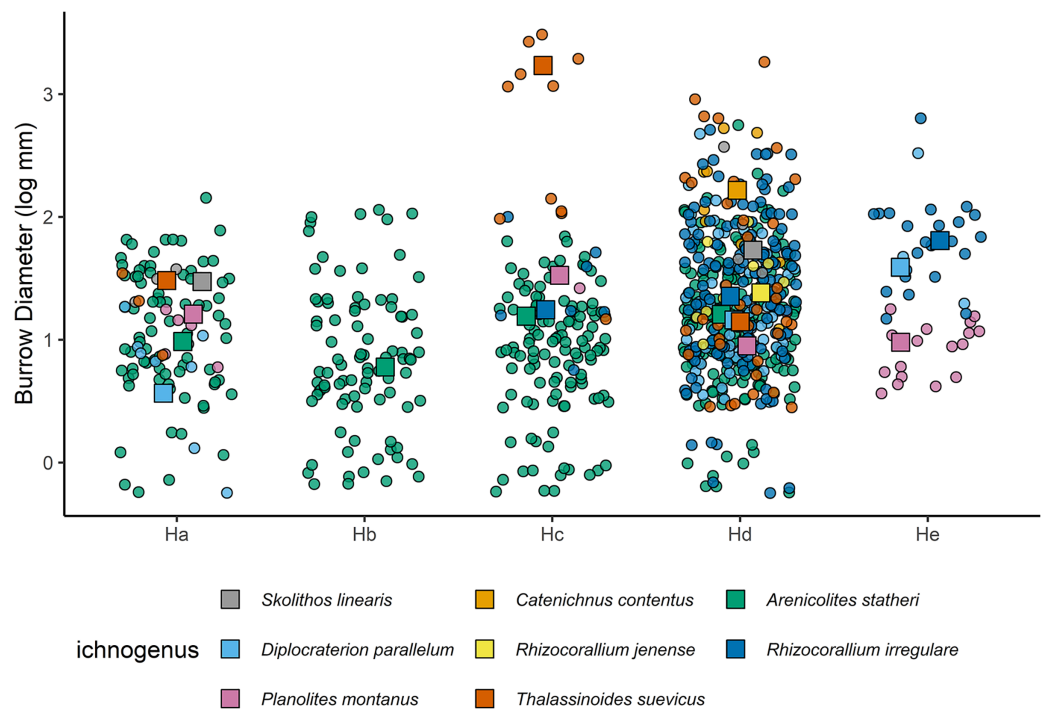 Burrow Diameter (log mm)
3
2
1
0
Ha Hb Hc Hd He
Skolithos linearis Catenichnus contentus Arenicolites statheri
ichnogenus Diplocraterion parallelum Rhizocorallium jenense Rhizocorallium irregulare
Planolites montanus Thalassinoides suevicus